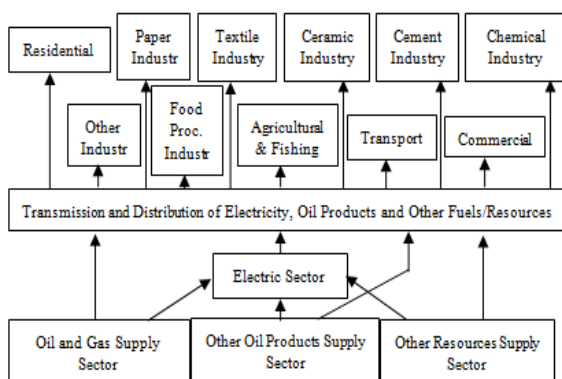 Residential
Paper
Industr
Textile
Industry
Ceramic
Industry
Cement
Industry
Chemical
Industry
Other
Industr
Food
Proc.
Industr
Agricultural
& Fishing
Transport
Commercial
Transmission and Distribution of Electricity, Oil Products and Other Fuels/Resources
Electric Sector
Oil and Gas Supply
Sector
Other Oil Products Supply
Sector
Other Resources Supply
Sector